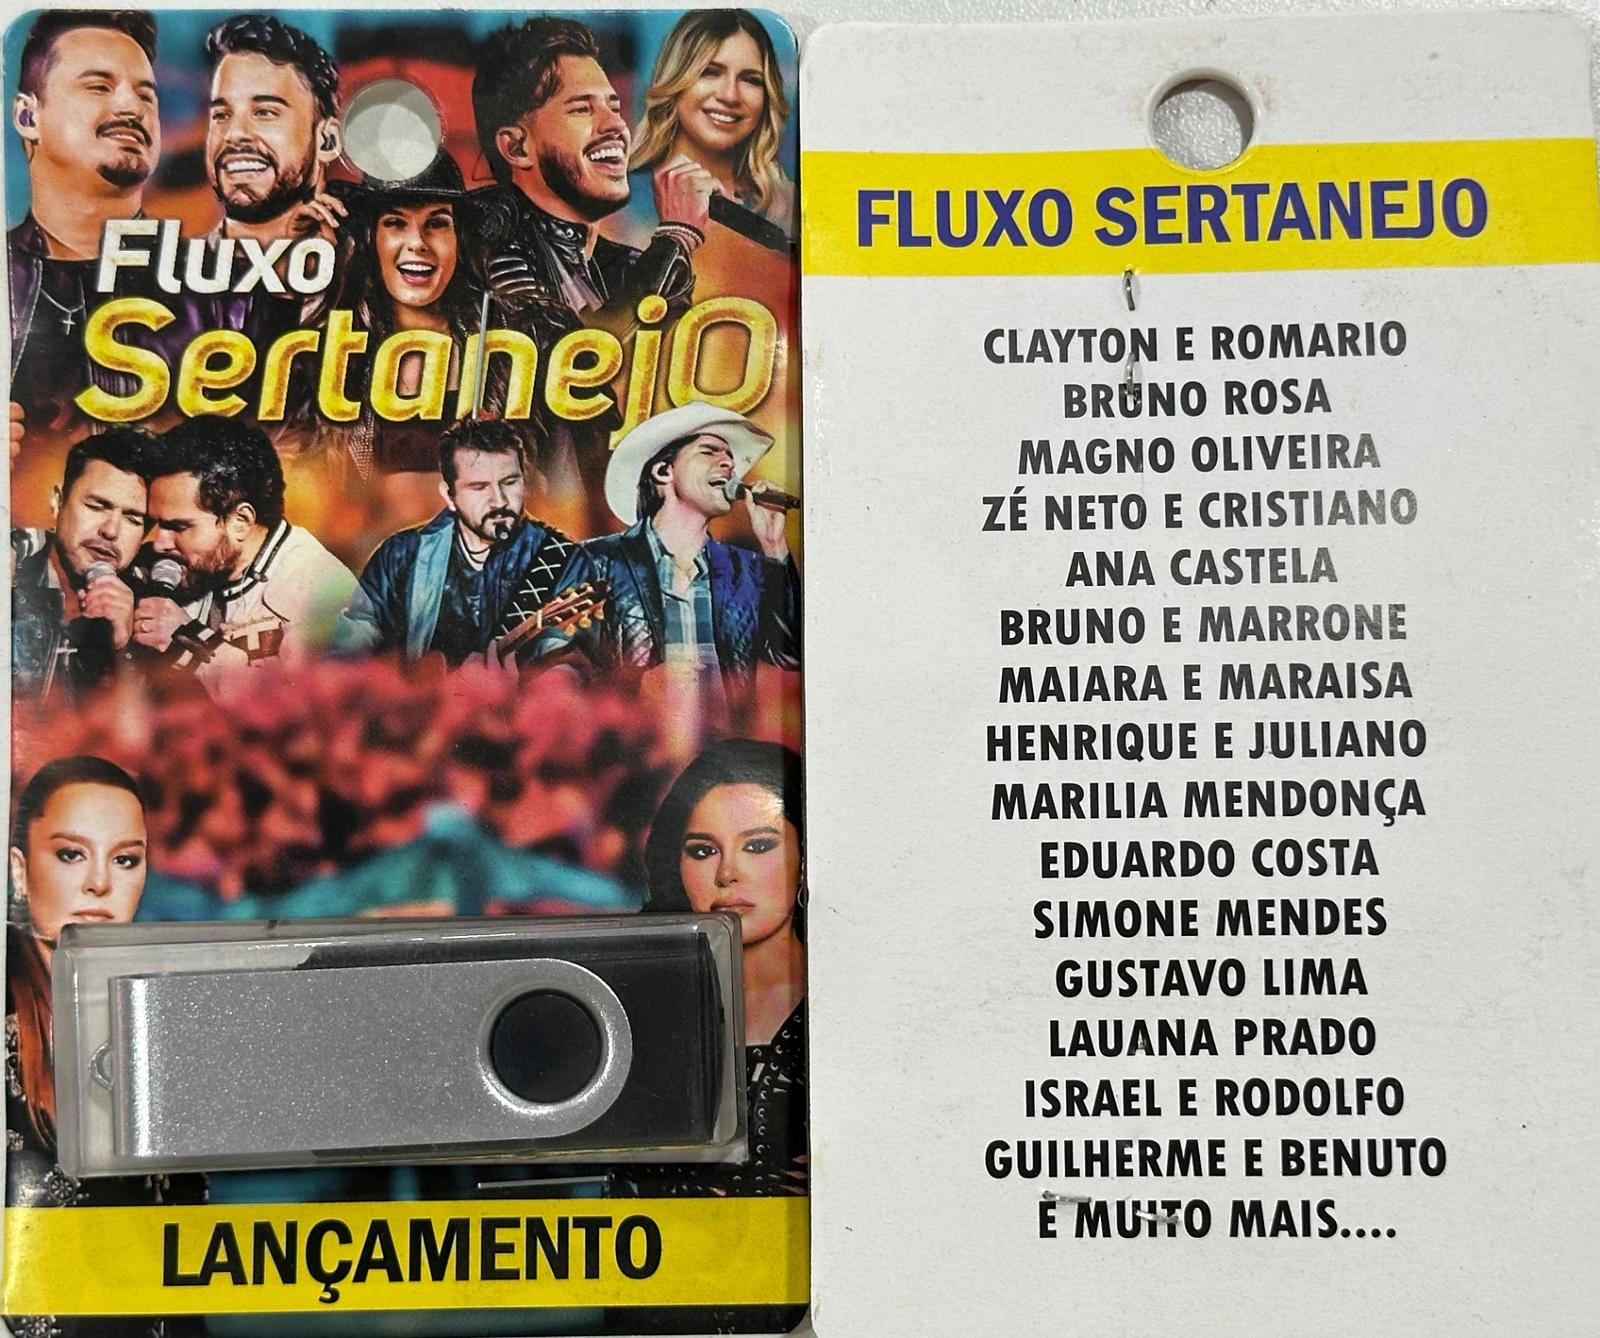 Fluxo
Sertanejo
LANÇAMENTO
FLUXO SERTANEJO
CLAYTON E ROMARIO
BRUNO ROSA
MAGNO OLIVEIRA
ZÉ NETO E CRISTIANO
ANA CASTELA
BRUNO E MARRONE
MAIARA E MARAISA
HENRIQUE E JULIANO
MARILIA MENDONÇA
EDUARDO COSTA
SIMONE MENDES
GUSTAVO LIMA
LAUANA PRADO
ISRAEL E RODOLFO
GUILHERME E BENUTO
E MUITO MAIS....